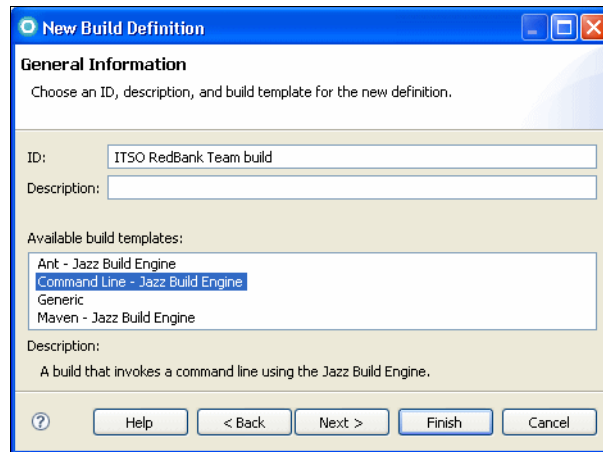 New Build Definition
General Information
Choose an ID, description, and build template for the new definition.
ID: ITSO RedBank Team build
Description:
Available build templates:
Ant - Jazz Build Engine
Command Line - Jazz Build Engine
Generic
Maven - Jazz Build Engine
Description:
A build that invokes a command line using the Jazz Build Engine.
? Help < Back Next > Finish Cancel